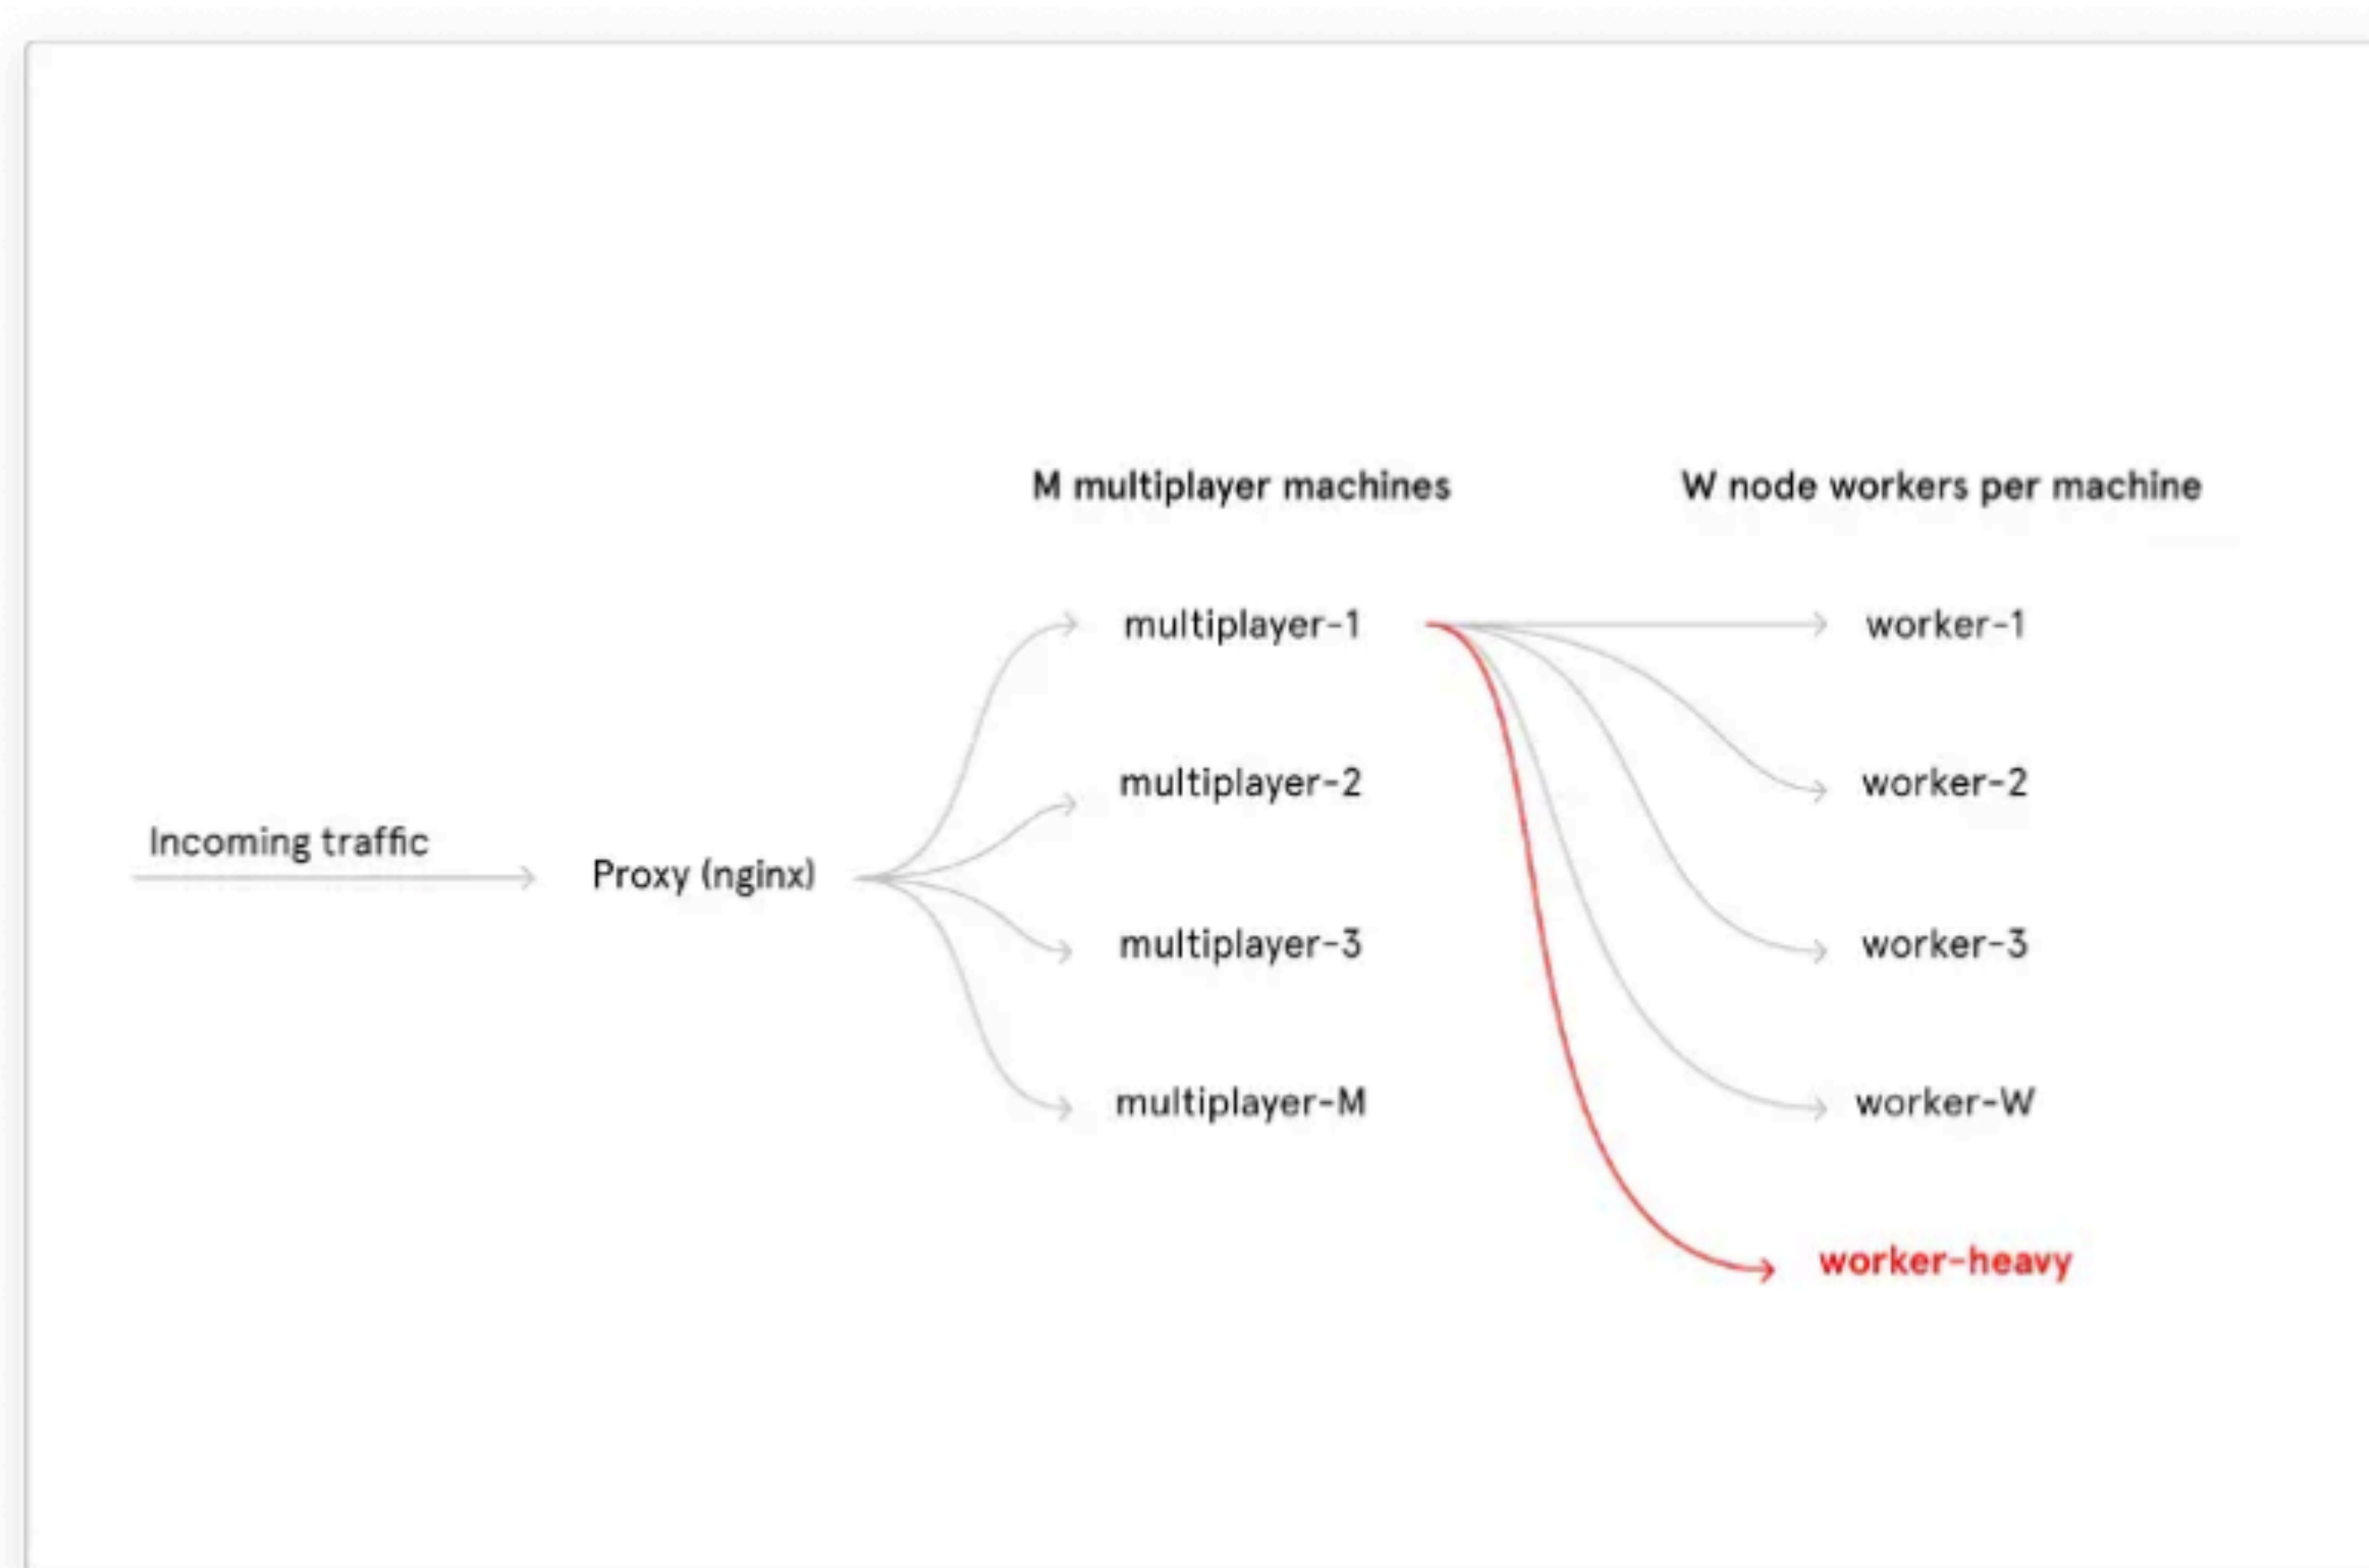 M multiplayer machines
W node workers per machine
Incoming traffic
Proxy (nginx)
multiplayer-1
multiplayer-2
multiplayer-3
multiplayer-M
worker-1
worker-2
worker-3
worker-W
worker-heavy